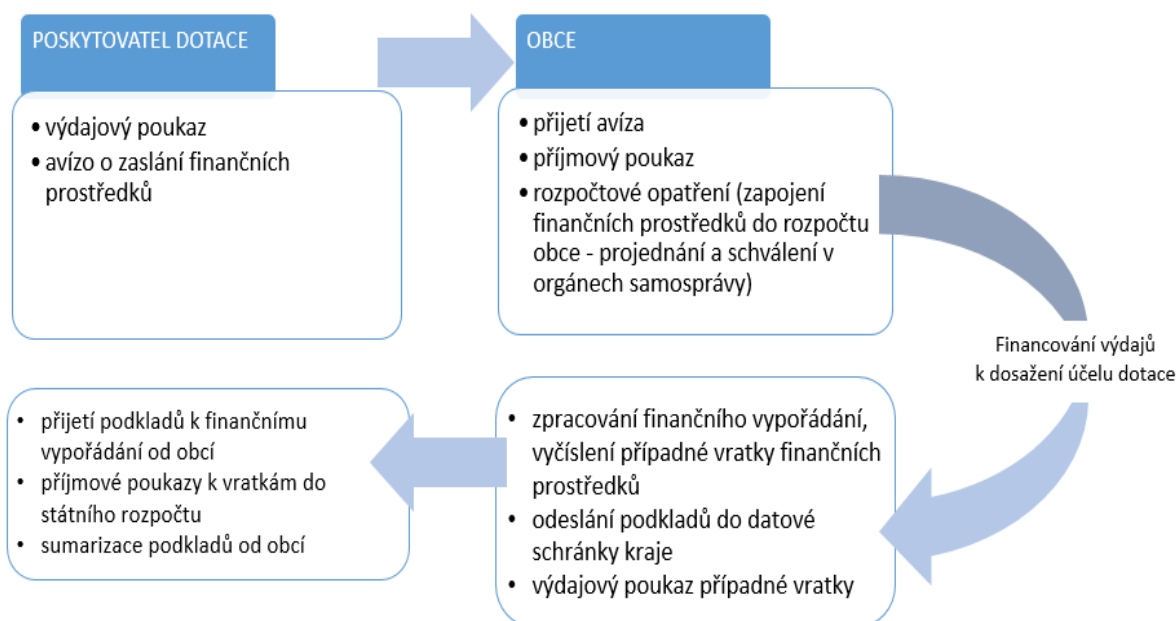 POSKYTOVATEL DOTACE
• výdajový poukaz
• avízo o zaslání finančních
prostředků
OBCE
• přijetí avíza
• příjmový poukaz
• rozpočtové opatření (zapojení
finančních prostředků do rozpočtu
obce - projednání a schválení v
orgánech samosprávy)
Financování výdajů
k dosažení účelu dotace
• zpracování finančního vypořádání,
vyčíslení případné vratky finančních
prostředků
• odeslání podkladů do datové
schránky kraje
• výdajový poukaz případné vratky
• přijetí podkladů k finančnímu
vypořádání od obcí
• příjmové poukazy k vratkám do
státního rozpočtu
• sumarizace podkladů od obcí